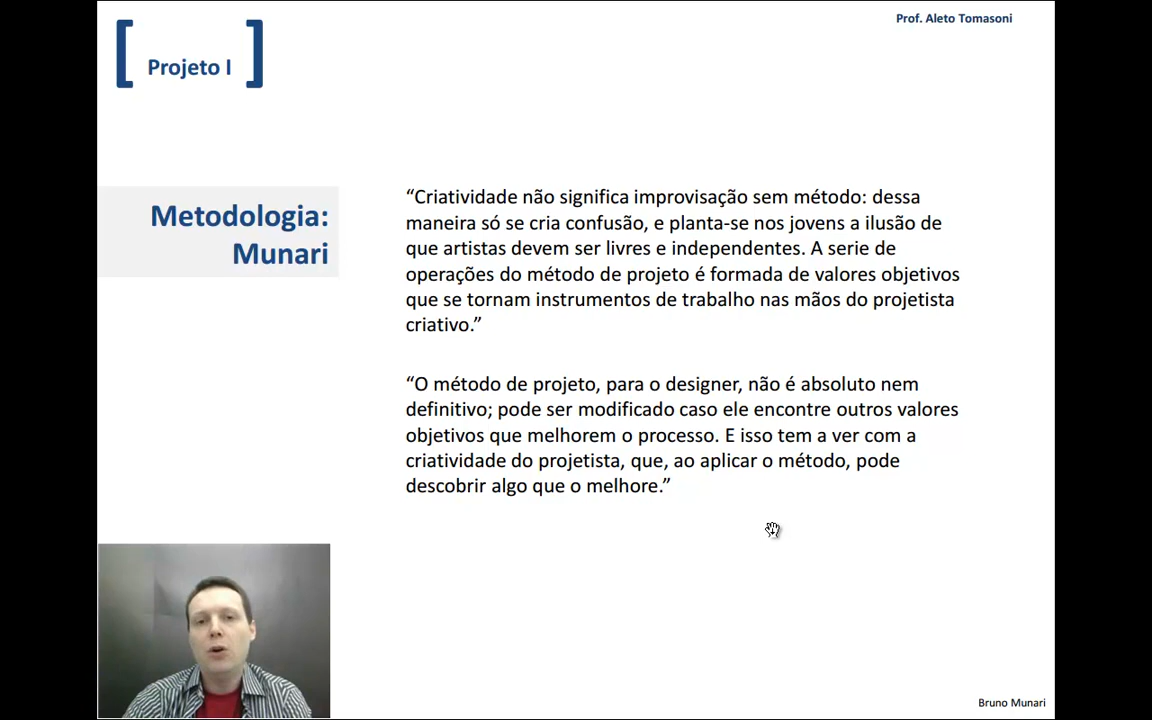 Prof. Aleto Tomasoni
[ Projeto I ]
Metodologia:
Munari
“Criatividade não significa improvisação sem método: dessa
maneira só se cria confusão, e planta-se nos jovens a ilusão de
que artistas devem ser livres e independentes. A serie de
operações do método de projeto é formada de valores objetivos
que se tornam instrumentos de trabalho nas mãos do projetista
criativo.”
“O método de projeto, para o designer, não é absoluto nem
definitivo; pode ser modificado caso ele encontre outros valores
objetivos que melhorem o processo. E isso tem a ver com a
criatividade do projetista, que, ao aplicar o método, pode
descobrir algo que o melhore.”
Bruno Munari